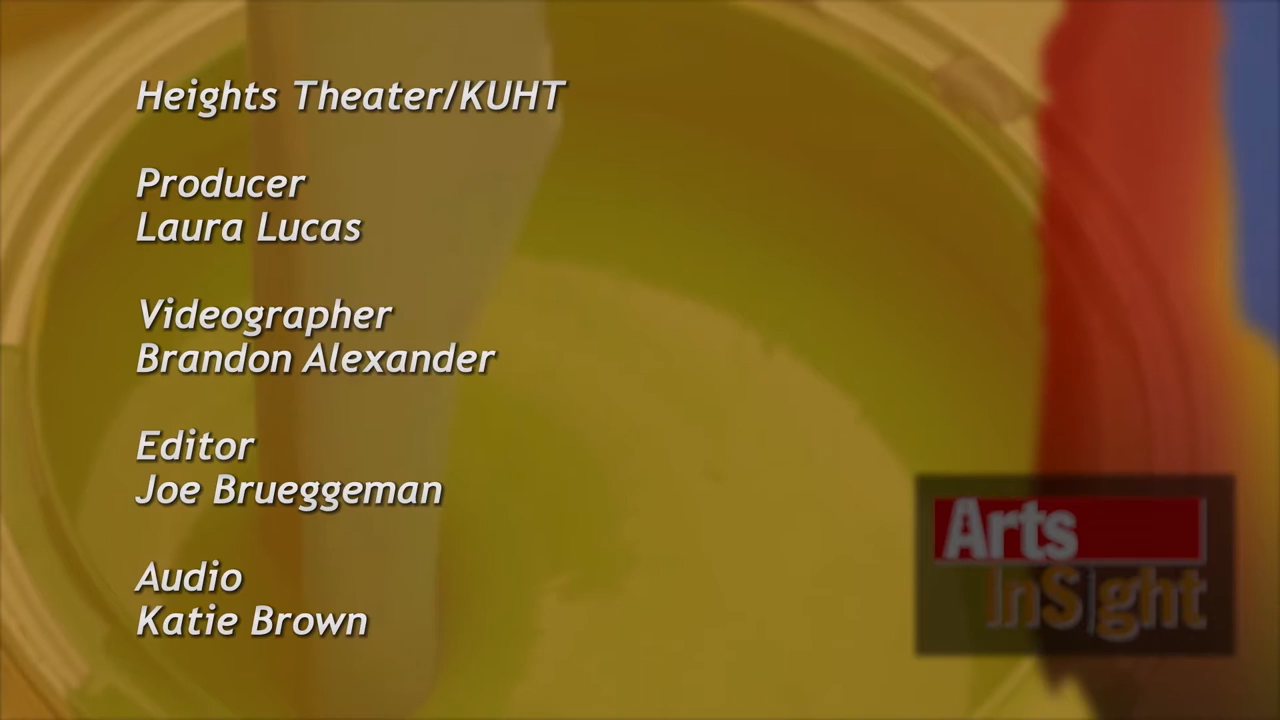 Heights Theater/KUHT
Producer
Laura Lucas
Videographer
Brandon Alexander
Editor
Joe Brueggeman
Audio
Katie Brown
Arts
InSight